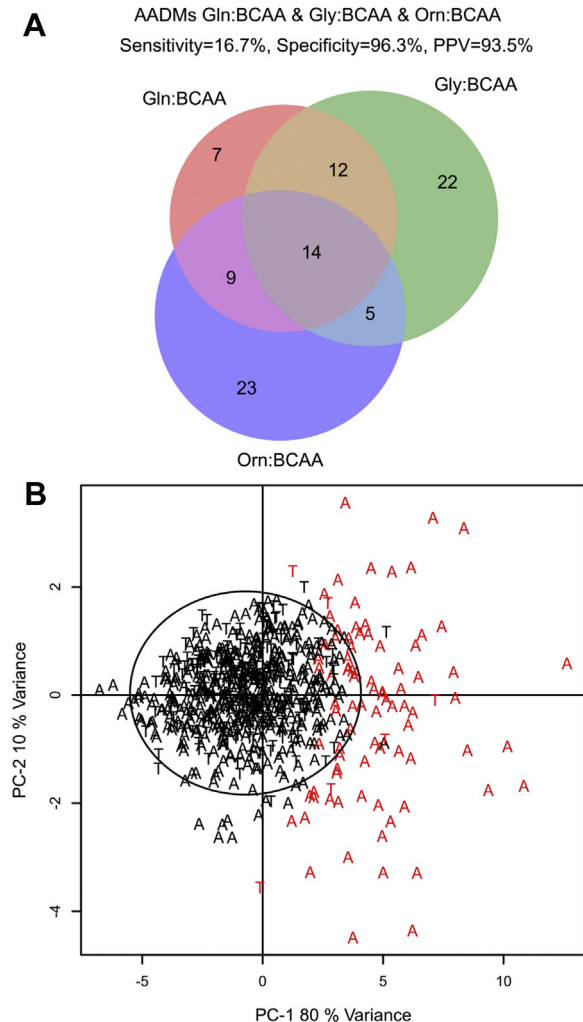 A
AADMs Gln:BCAA & Gly:BCAA & Orn:BCAA
Sensitivity=16.7%, Specificity=96.3%, PPV=93.5%
Gln:BCAA
Gly:BCAA
7
12
22
14
9
5
23
Orn:BCAA
B
PC-2 10 % Variance
2
0
-2
-4
-5
0
5
10
PC-1 80 % Variance